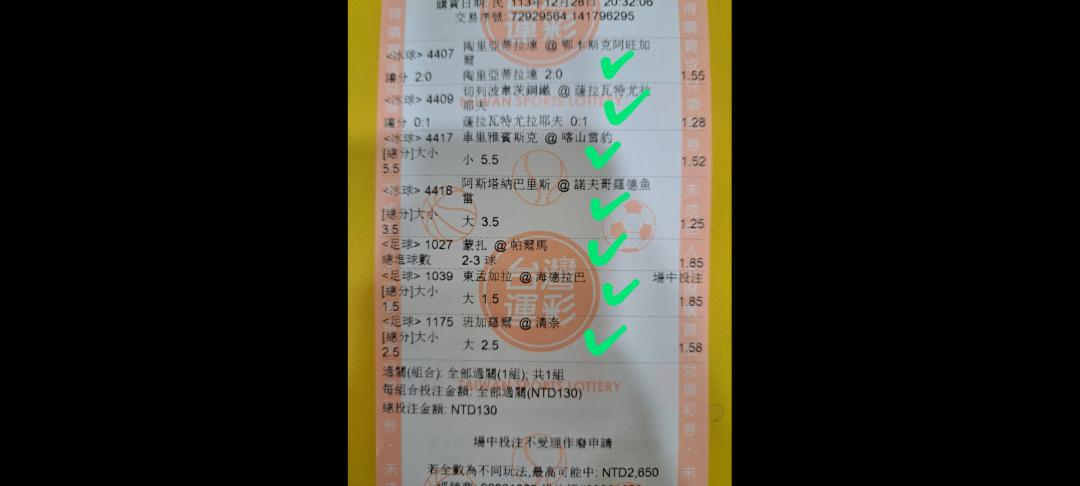 購買日期: 民 113年12月28日 20:32:06
交易序號: 72929564 141796295
<冰球> 4407 陶里亞蒂拉達 @ 鄂木斯克阿旺加爾
讓分 2:0 陶里亞蒂拉達 2:0 1.55
<冰球> 4409 切列波韋茨鋼鐵 @ 薩拉瓦特尤拉耶夫
TAIWAN SPORTS LOTTERY
讓分 0:1 薩拉瓦特尤拉耶夫 0:1 1.28
<冰球> 4417 車里雅賓斯克 @ 喀山雪豹
[總分]大小
5.5 小 5.5 1.52
<冰球> 4418 阿斯塔納巴里斯 @ 諾夫哥羅德魚雷
[總分]大小
3.5 大 3.5 1.25
<足球> 1027 蒙扎 @ 帕爾馬
總進球數 2-3 球 1.85
台灣運彩
<足球> 1039 東孟加拉 @ 海德拉巴 場中投注
[總分]大小
1.5 大 1.5 1.85
<足球> 1175 班加羅爾 @ 清奈
[總分]大小
2.5 大 2.5 1.58
過關(組合): 全部過關(1組); 共1組
TAIWAN SPORTS LOTTERY
每組合投注金額: 全部過關(NTD130)
總投注金額: NTD130
場中投注不受理作廢申請
若全數為不同玩法,最高可能中: NTD2,650